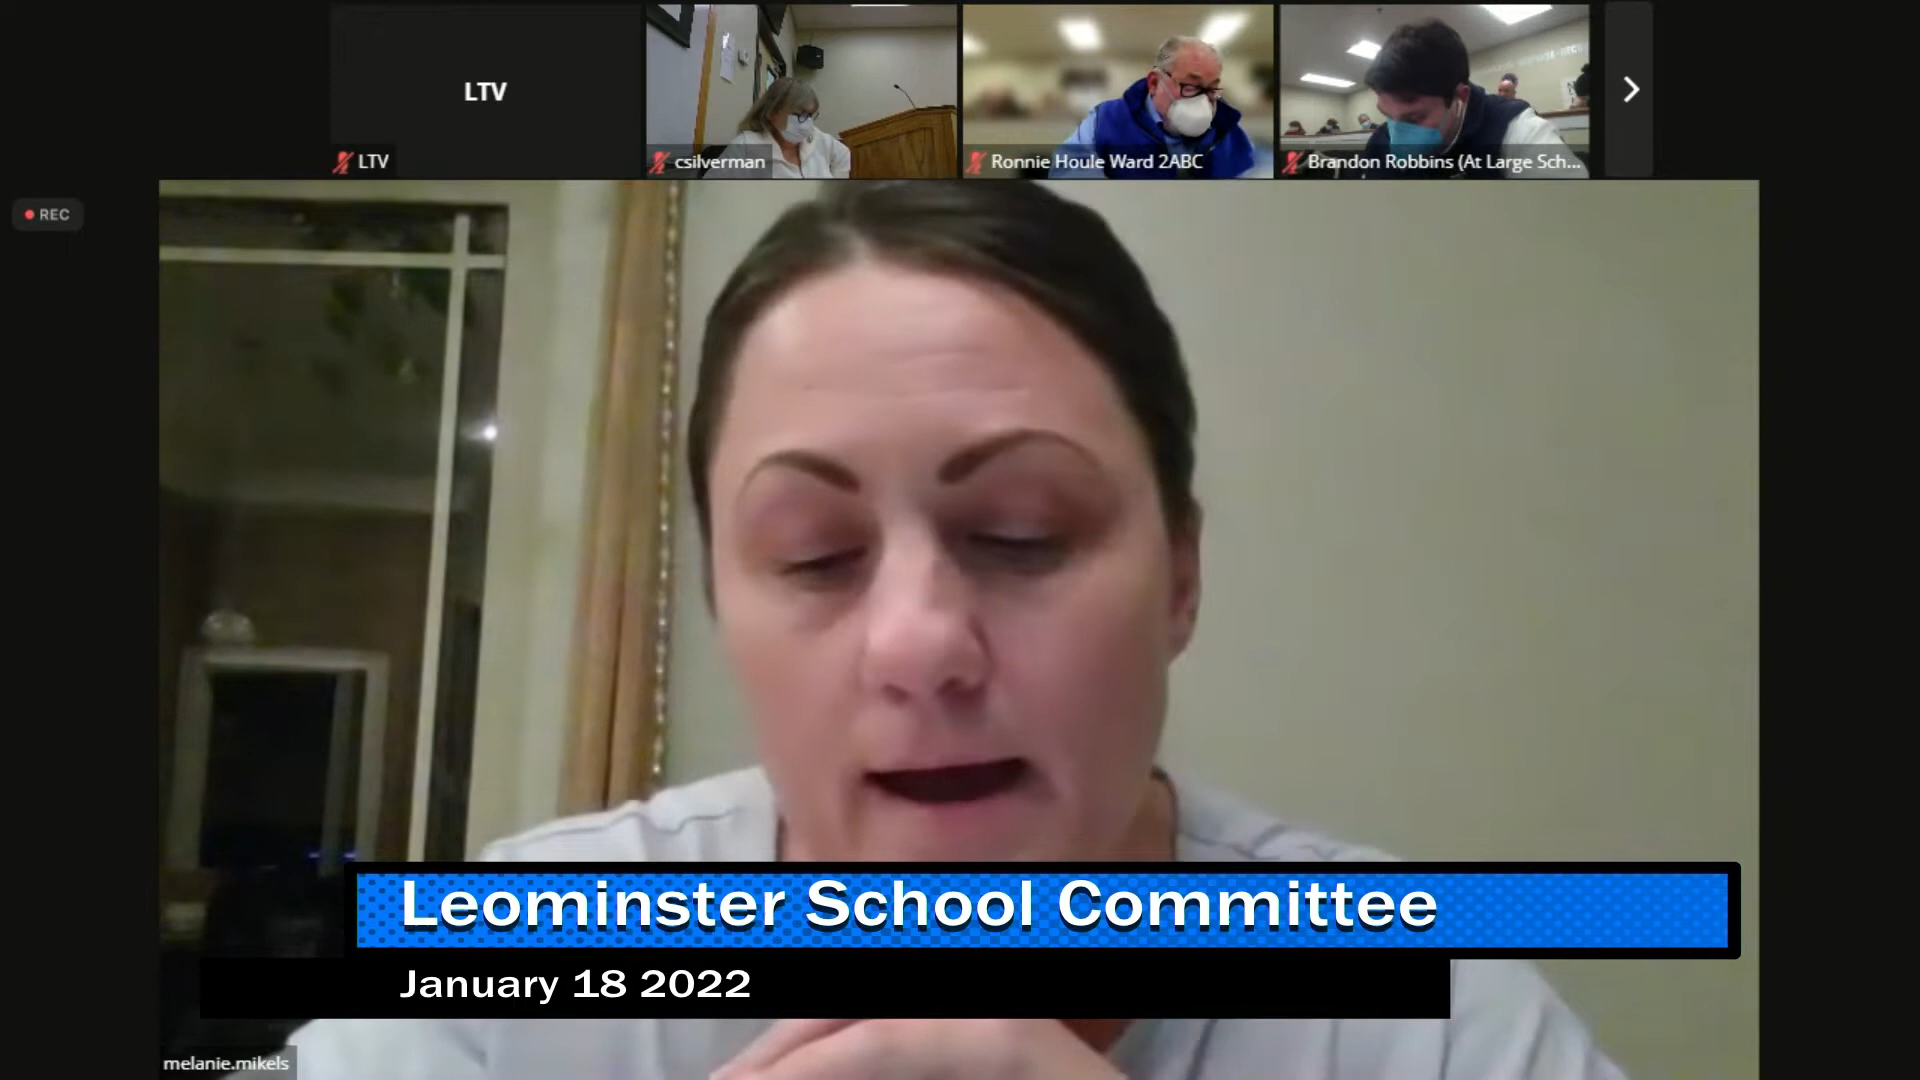 LTV
LTV
csilverman
Ronnie Houle Ward 2ABC
Brandon Robbins (At Large Sch...
REC
Leominster School Committee
January 18 2022
melanie.mikels